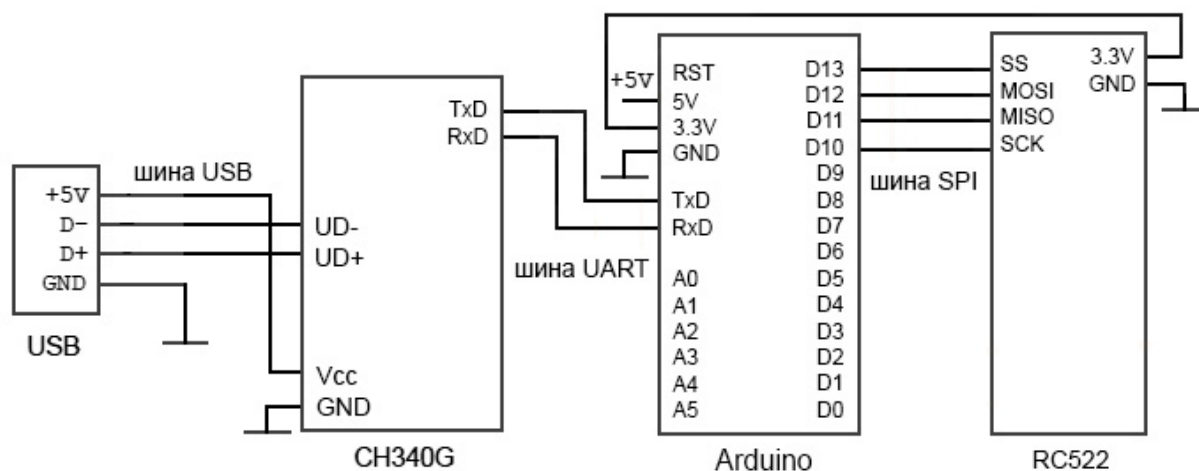 шина USB
+5V
D-
D+
GND
USB
TxD
RxD
UD-
UD+
Vcc
GND
CH340G
шина UART
+5V
RST
5V
3.3V
GND
TxD
RxD
A0
A1
A2
A3
A4
A5
D13
D12
D11
D10
D9
D8
D7
D6
D5
D4
D3
D2
D1
D0
Arduino
шина SPI
SS
MOSI
MISO
SCK
3.3V
GND
RC522